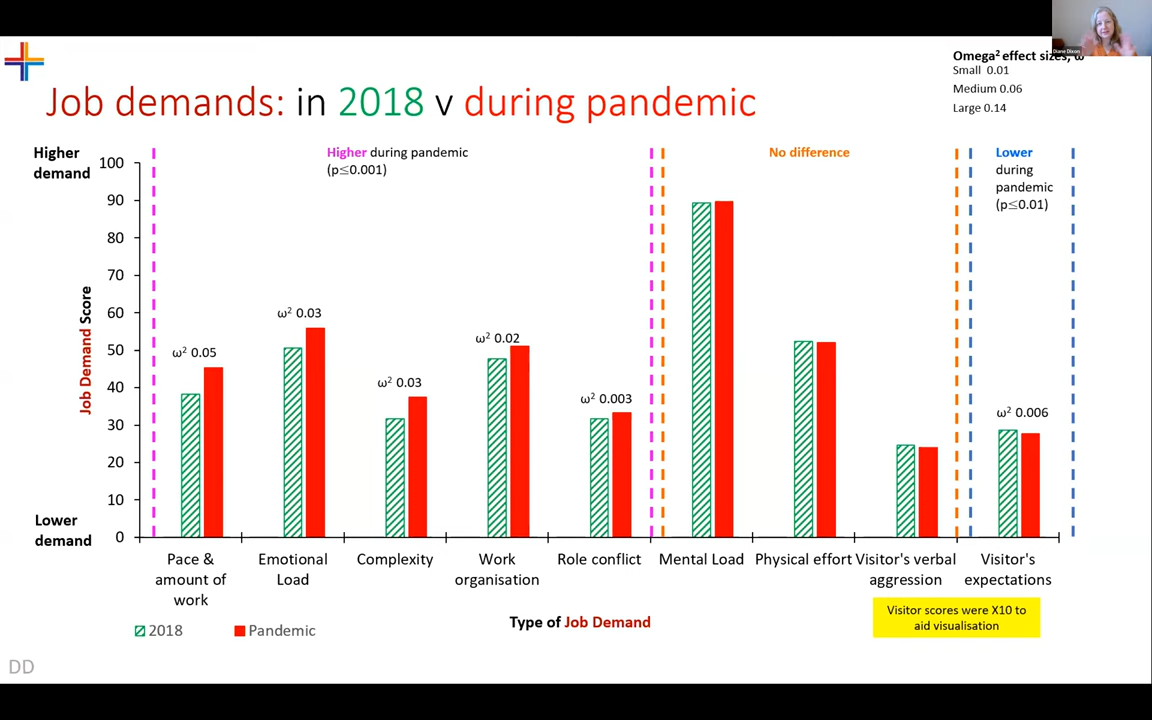 Diane Dixon
Omega² effect sizes, ω
Small 0.01
Medium 0.06
Large 0.14
Job demands: in 2018 v during pandemic
Higher
demand
Higher during pandemic
(p≤0.001)
No difference
Lower
during
pandemic
(p≤0.01)
100
90
80
70
60
50
40
30
20
10
0
Job Demand Score
ω² 0.05
ω² 0.03
ω² 0.03
ω² 0.02
ω² 0.003
ω² 0.006
Lower
demand
Pace &
amount of
work
Emotional
Load
Complexity
Work
organisation
Role conflict
Mental Load
Physical effort
Visitor's verbal
aggression
Visitor's
expectations
Visitor scores were X10 to
aid visualisation
Type of Job Demand
2018
Pandemic
DD